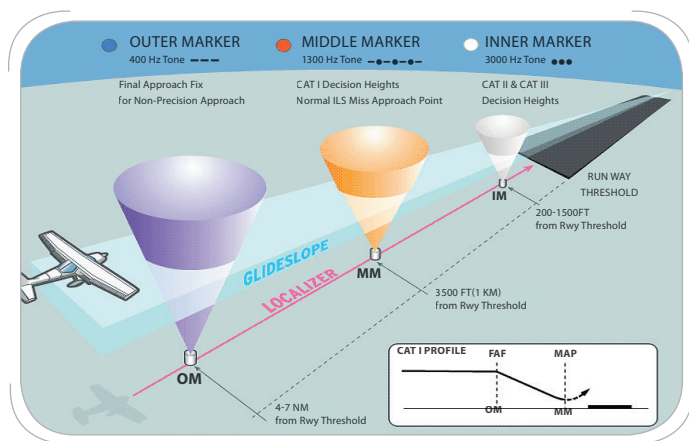 OUTER MARKER
400 Hz Tone
Final Approach Fix
for Non-Precision Approach
MIDDLE MARKER
1300 Hz Tone
CAT I Decision Heights
Normal ILS Miss Approach Point
INNER MARKER
3000 Hz Tone
CAT II & CAT III
Decision Heights
RUN WAY
THRESHOLD
IM
200-1500FT
from Rwy Threshold
GLIDESLOPE
LOCALIZER
MM
3500 FT(1 KM)
from Rwy Threshold
OM
4-7 NM
from Rwy Threshold
CAT I PROFILE
FAF
MAP
OM
MM